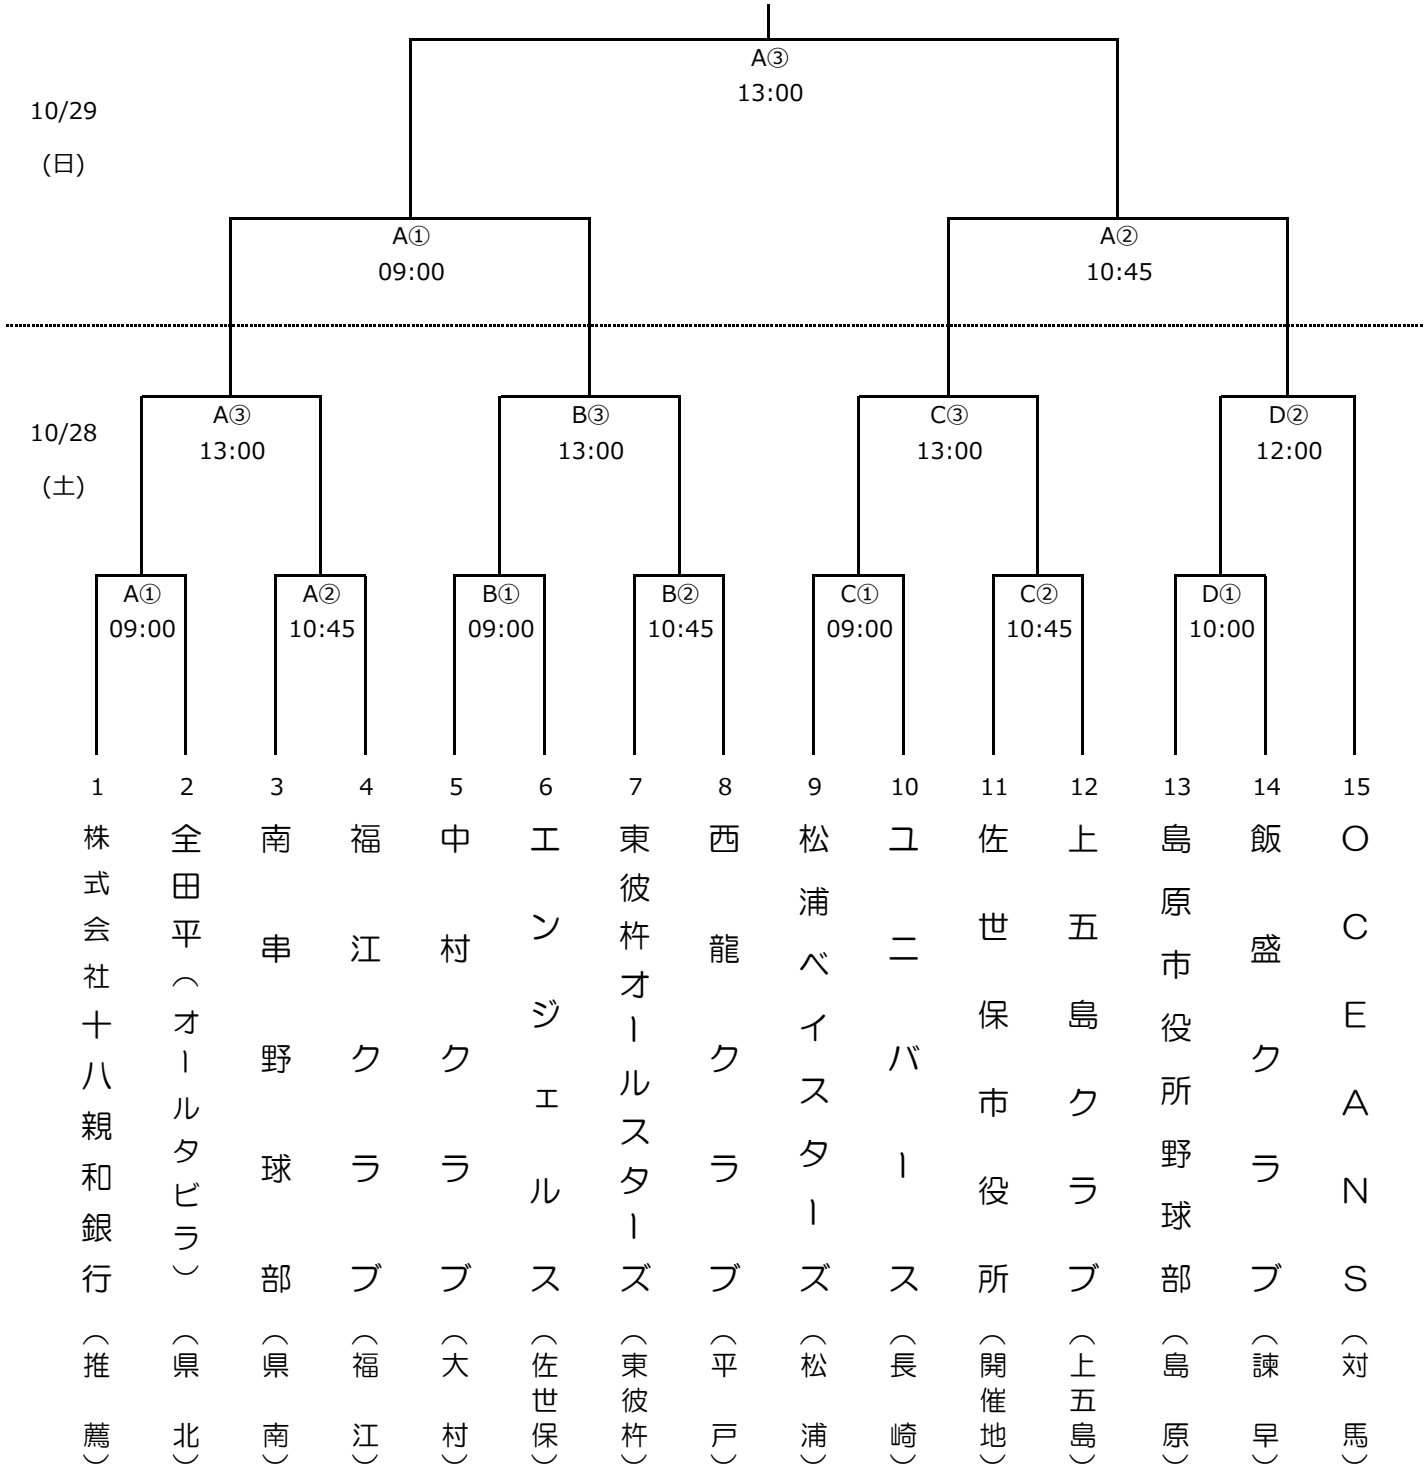 A③
13:00
10/29
(日)
A①
09:00
A②
10:45
10/28
(土)
A③
13:00
B③
13:00
C③
13:00
D②
12:00
A①
09:00
A②
10:45
B①
09:00
B②
10:45
C①
09:00
C②
10:45
D①
10:00
1
株式会社十八親和銀行(推薦)
2
全田平(オールタビラ)(県北)
3
南串野球部(県南)
4
福江クラブ(福江)
5
中村クラブ(大村)
6
エンジェルス(佐世保)
7
東彼杵オールスターズ(東彼杵)
8
西龍クラブ(平戸)
9
松浦ベイスターズ(松浦)
10
ユニバース(長崎)
11
佐世保市役所(開催地)
12
上五島クラブ(上五島)
13
島原市役所野球部(島原)
14
飯盛クラブ(諫早)
15
OCEANS(対馬)